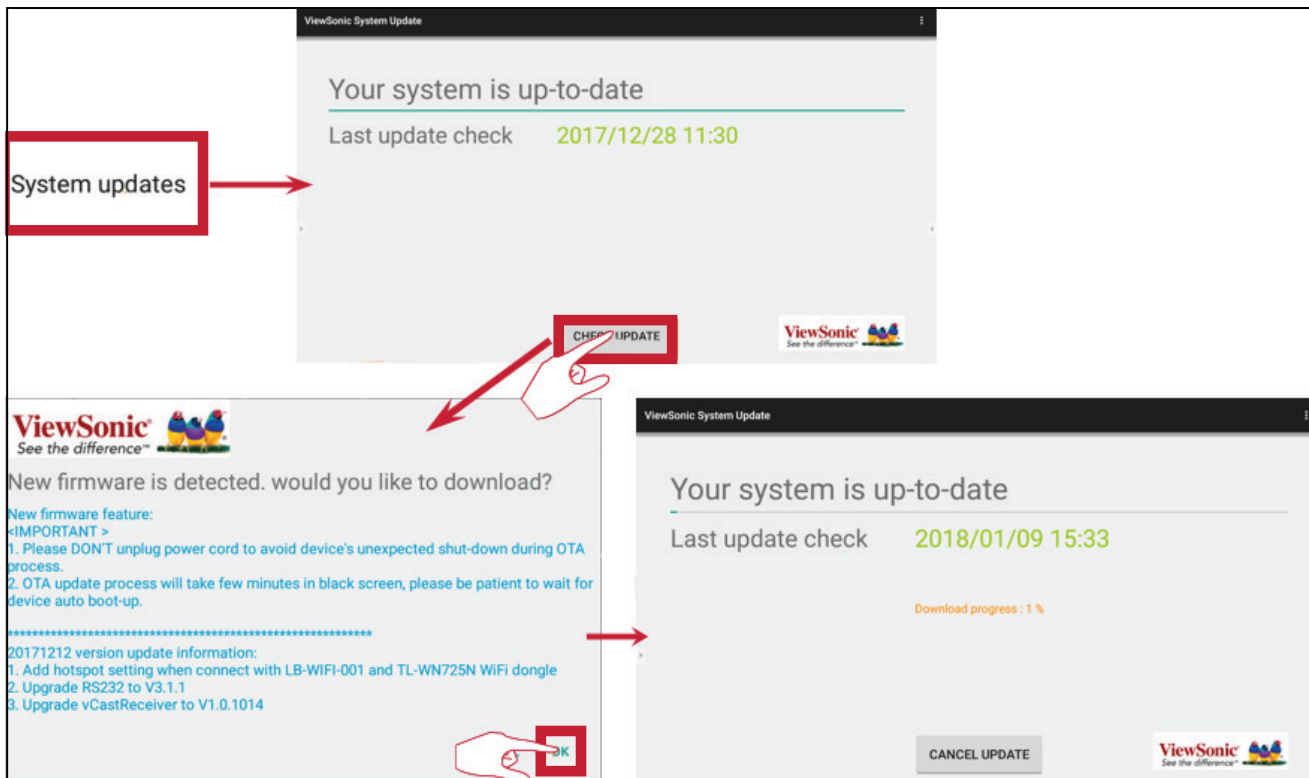 ViewSonic System Update
Your system is up-to-date
Last update check 2017/12/28 11:30
System updates
CHECK UPDATE
ViewSonic®
See the difference™
ViewSonic®
See the difference™
New firmware is detected. would you like to download?
New firmware feature:
<IMPORTANT >
1. Please DON'T unplug power cord to avoid device's unexpected shut-down during OTA
process.
2. OTA update process will take few minutes in black screen, please be patient to wait for
device auto boot-up.
*************************************************************
20171212 version update information:
1. Add hotspot setting when connect with LB-WIFI-001 and TL-WN725N WiFi dongle
2. Upgrade RS232 to V3.1.1
3. Upgrade vCastReceiver to V1.0.1014
OK
ViewSonic System Update
Your system is up-to-date
Last update check 2018/01/09 15:33
Download progress : 1 %
CANCEL UPDATE
ViewSonic®
See the difference™